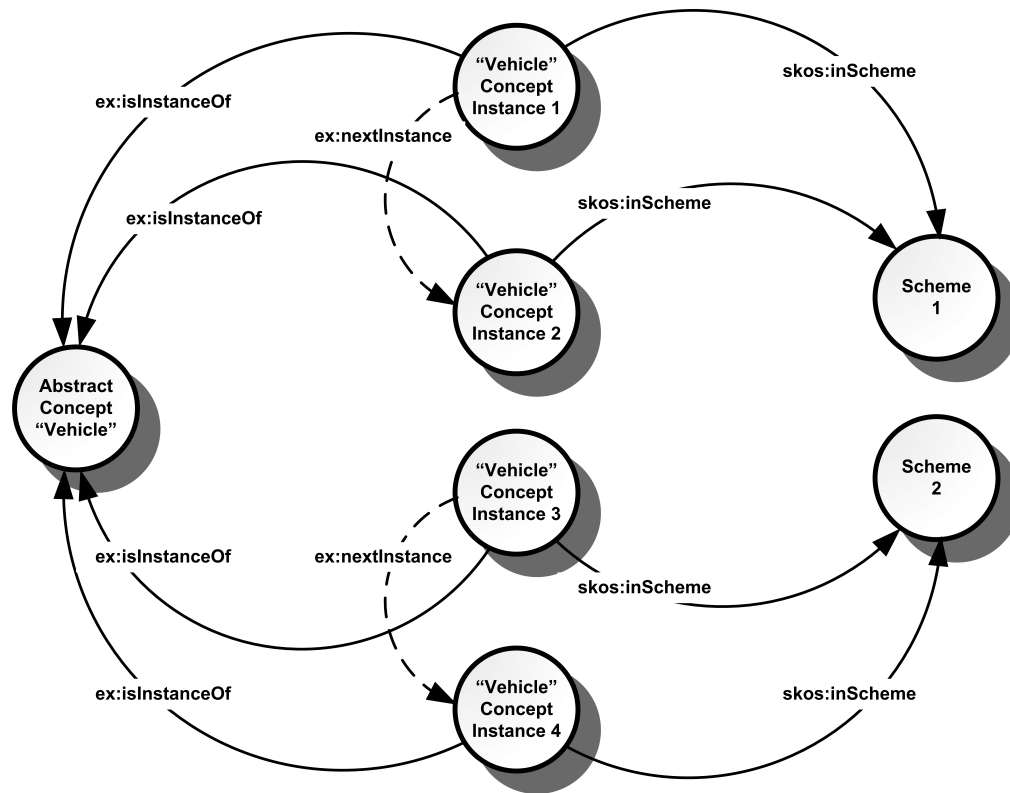 “Vehicle”
Concept
Instance 1
skos:inScheme
ex:isInstanceOf
ex:nextInstance
skos:inScheme
ex:isInstanceOf
“Vehicle”
Concept
Instance 2
Scheme
1
Abstract
Concept
“Vehicle”
“Vehicle”
Concept
Instance 3
Scheme
2
ex:isInstanceOf
ex:nextInstance
skos:inScheme
“Vehicle”
Concept
Instance 4
ex:isInstanceOf
skos:inScheme